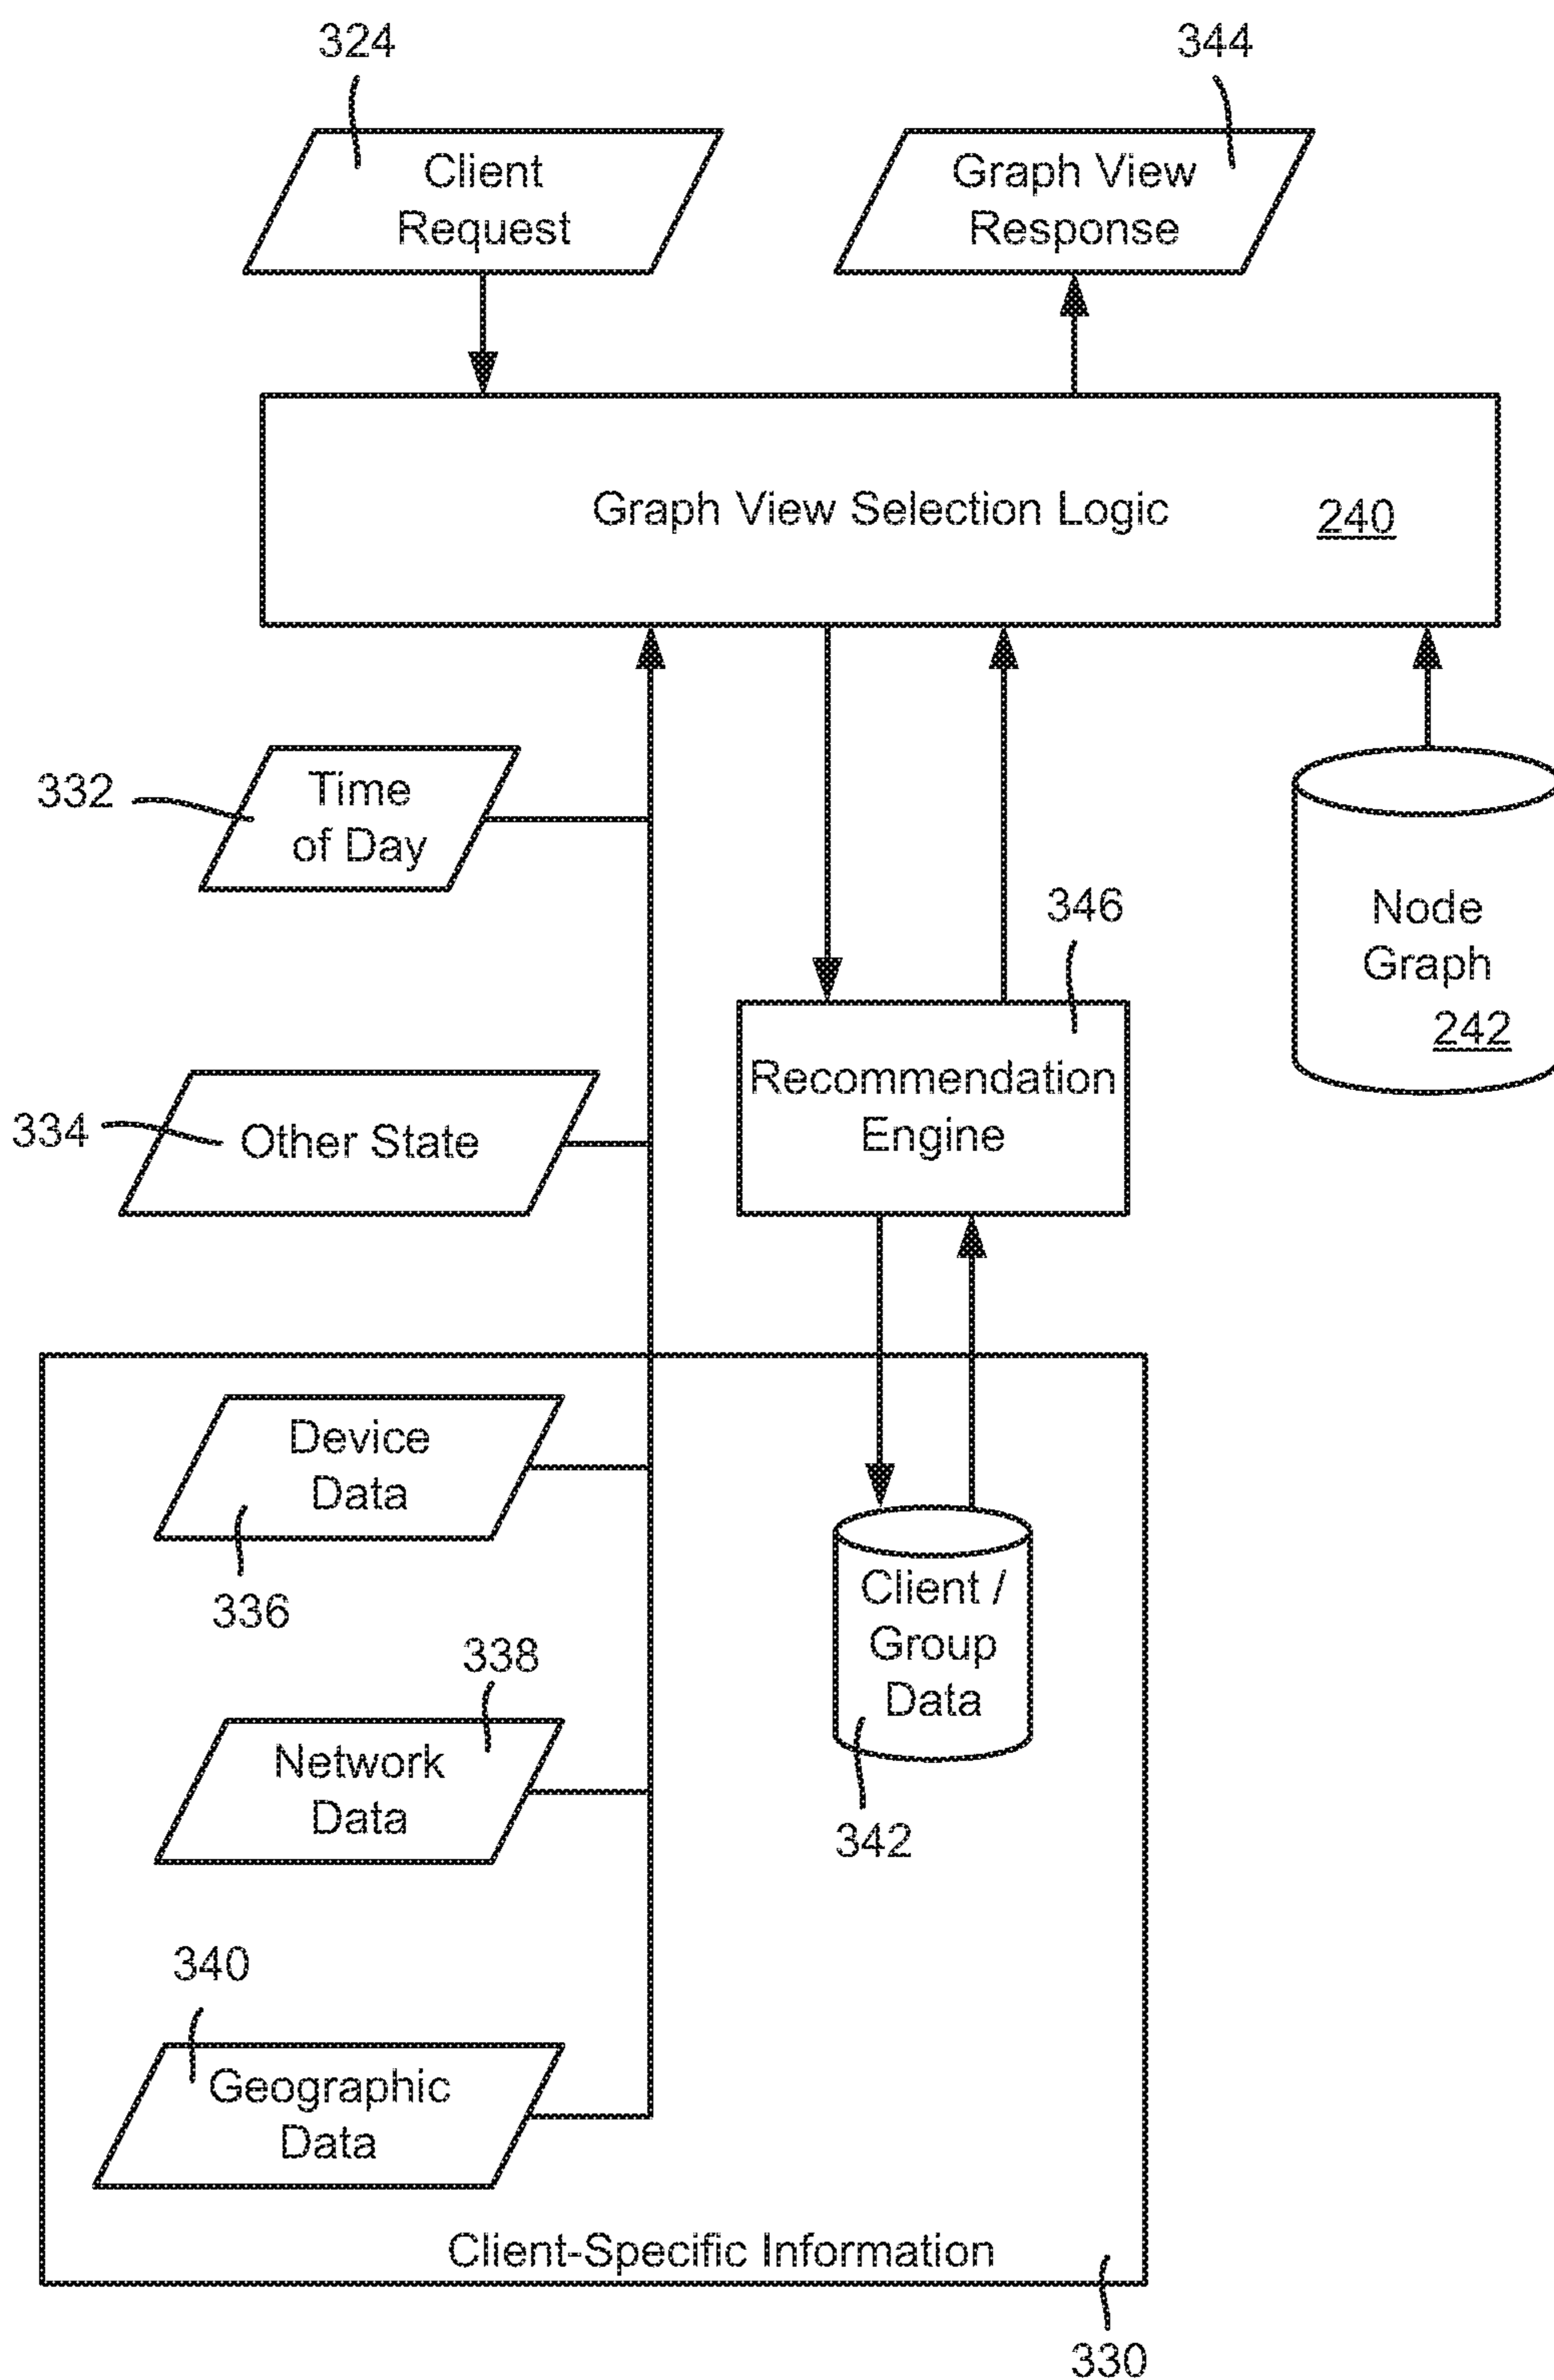 324
344
Client
Request
Graph View
Response
Graph View Selection Logic
240
332
Time
of Day
346
Node
Graph
242
334
Other State
Recommendation
Engine
Device
Data
336
Client /
Group
Data
342
338
Network
Data
340
Geographic
Data
Client-Specific Information
330